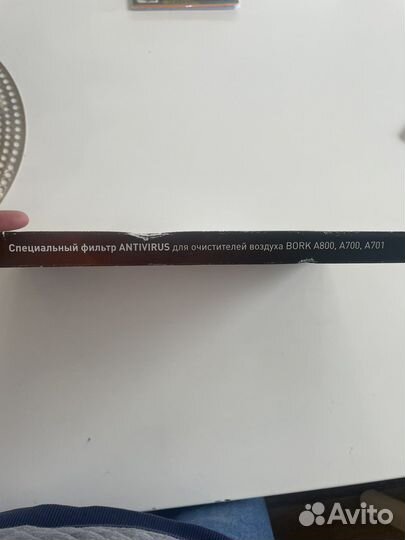 Специальный фильтр ANTIVIRUS для очистителей воздуха BORK A800, A700, A701
Avito